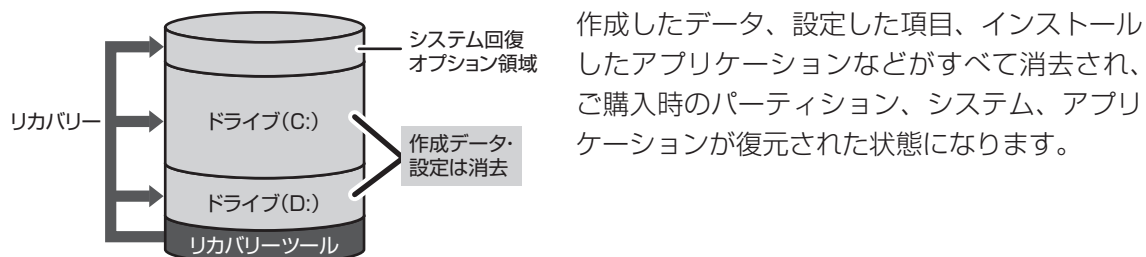 システム回復
オプション領域
リカバリー
ドライブ(C:)
作成データ・
設定は消去
ドライブ(D:)
リカバリーツール
作成したデータ、設定した項目、インストール
したアプリケーションなどがすべて消去され、
ご購入時のパーティション、システム、アプリ
ケーションが復元された状態になります。